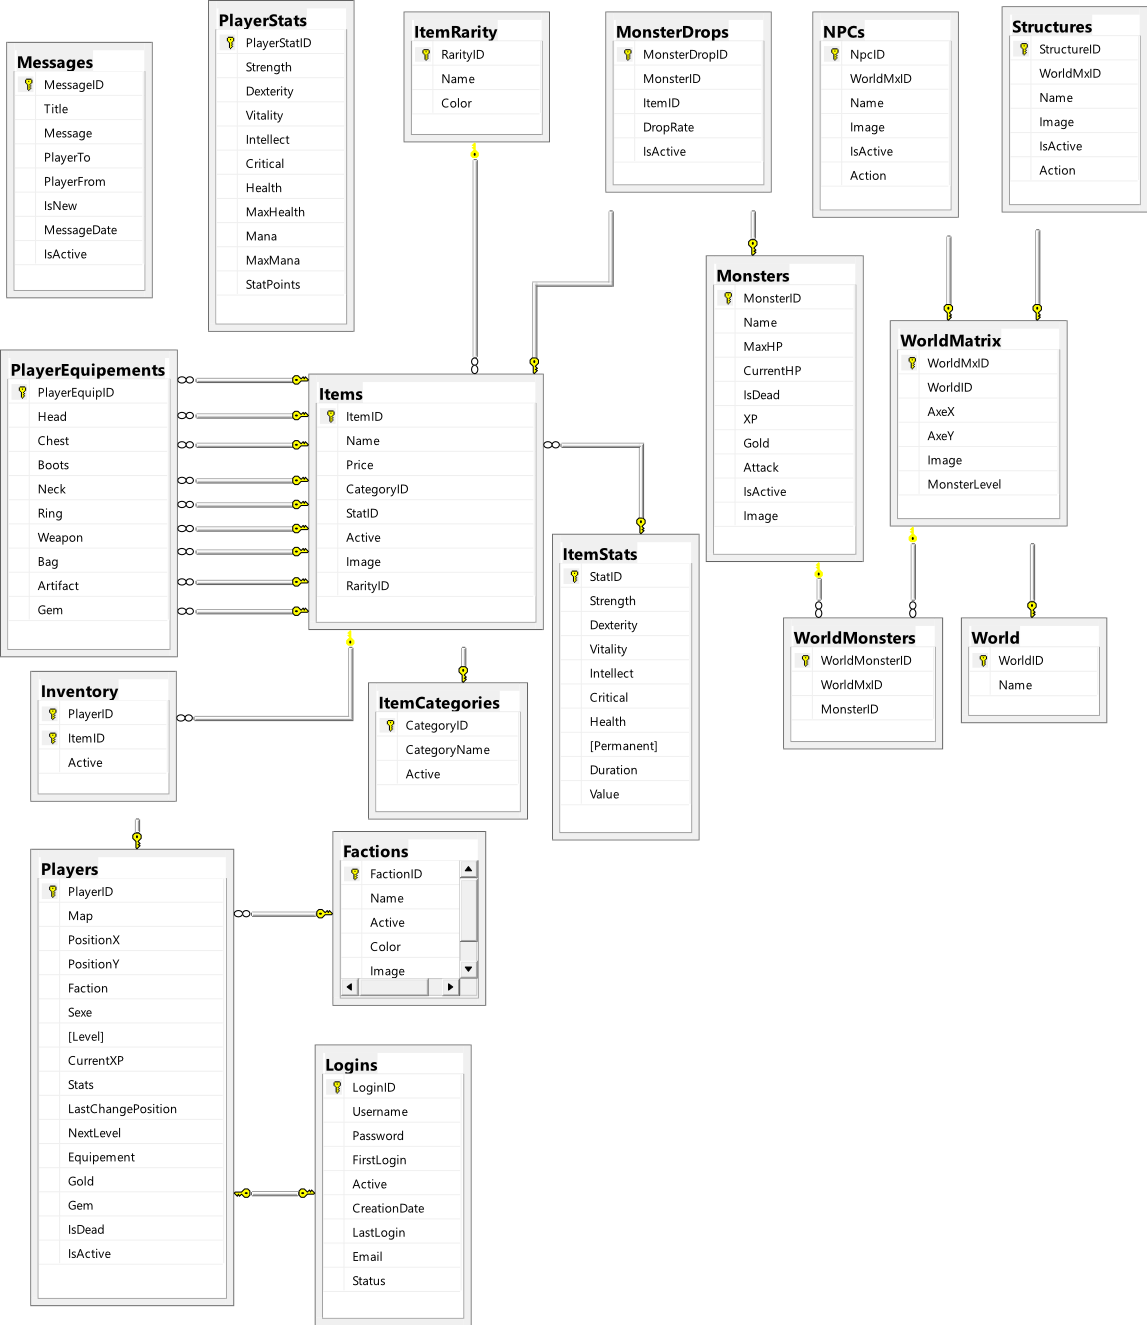 Messages
MessageID
Title
Message
PlayerTo
PlayerFrom
IsNew
MessageDate
IsActive
PlayerStats
PlayerStatID
Strength
Dexterity
Vitality
Intellect
Critical
Health
MaxHealth
Mana
MaxMana
StatPoints
ItemRarity
RarityID
Name
Color
MonsterDrops
MonsterDropID
MonsterID
ItemID
DropRate
IsActive
NPCs
NpcID
WorldMxID
Name
Image
IsActive
Action
Structures
StructureID
WorldMxID
Name
Image
IsActive
Action
PlayerEquipements
PlayerEquipID
Head
Chest
Boots
Neck
Ring
Weapon
Bag
Artifact
Gem
Items
ItemID
Name
Price
CategoryID
StatID
Active
Image
RarityID
Monsters
MonsterID
Name
MaxHP
CurrentHP
IsDead
XP
Gold
Attack
IsActive
Image
WorldMatrix
WorldMxID
WorldID
AxeX
AxeY
Image
MonsterLevel
ItemStats
StatID
Strength
Dexterity
Vitality
Intellect
Critical
Health
[Permanent]
Duration
Value
WorldMonsters
WorldMonsterID
WorldMxID
MonsterID
World
WorldID
Name
Inventory
PlayerID
ItemID
Active
ItemCategories
CategoryID
CategoryName
Active
Players
PlayerID
Map
PositionX
PositionY
Faction
Sexe
[Level]
CurrentXP
Stats
LastChangePosition
NextLevel
Equipement
Gold
Gem
IsDead
IsActive
Factions
FactionID
Name
Active
Color
Image
Logins
LoginID
Username
Password
FirstLogin
Active
CreationDate
LastLogin
Email
Status